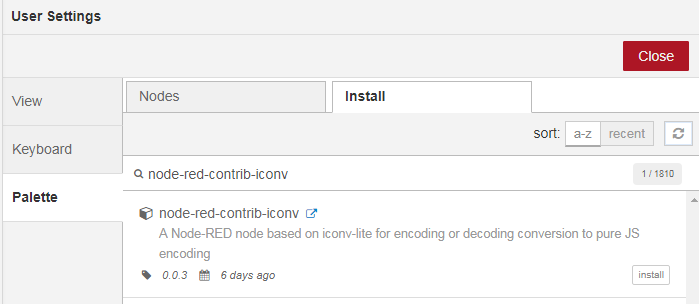 User Settings
Close
View
Keyboard
Palette
Nodes
Install
sort: a-z recent
node-red-contrib-iconv
1 / 1810
node-red-contrib-iconv
A Node-RED node based on iconv-lite for encoding or decoding conversion to pure JS
encoding
0.0.3 6 days ago
install